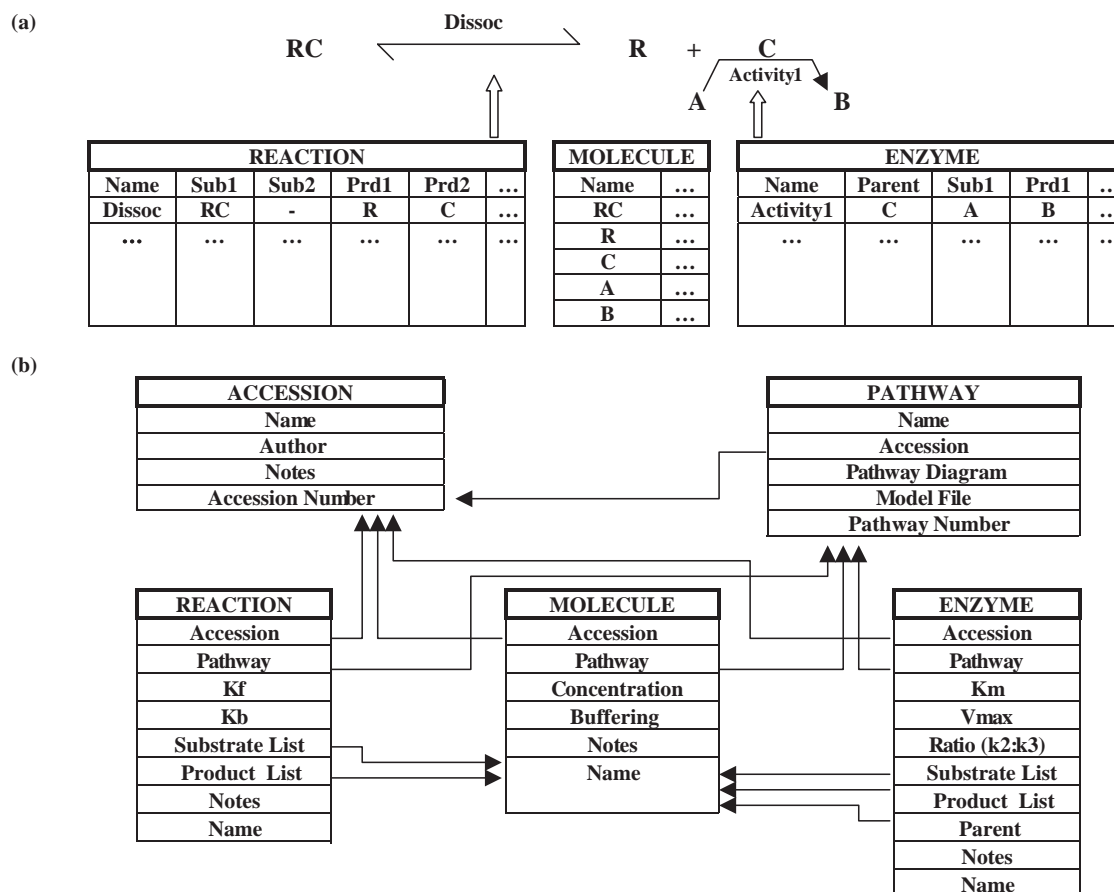 (a)
Dissoc
RC R + C
Activity1
A B
REACTION
Name Sub1 Sub2 Prd1 Prd2 ...
Dissoc RC - R C ...
... ... ... ... ... ...
MOLECULE
Name ...
RC ...
R ...
C ...
A ...
B ...
ENZYME
Name Parent Sub1 Prd1 ...
Activity1 C A B ...
... ... ... ... ...
(b)
ACCESSION
Name
Author
Notes
Accession Number
PATHWAY
Name
Accession
Pathway Diagram
Model File
Pathway Number
REACTION
Accession
Pathway
Kf
Kb
Substrate List
Product List
Notes
Name
MOLECULE
Accession
Pathway
Concentration
Buffering
Notes
Name
ENZYME
Accession
Pathway
Km
Vmax
Ratio (k2:k3)
Substrate List
Product List
Parent
Notes
Name